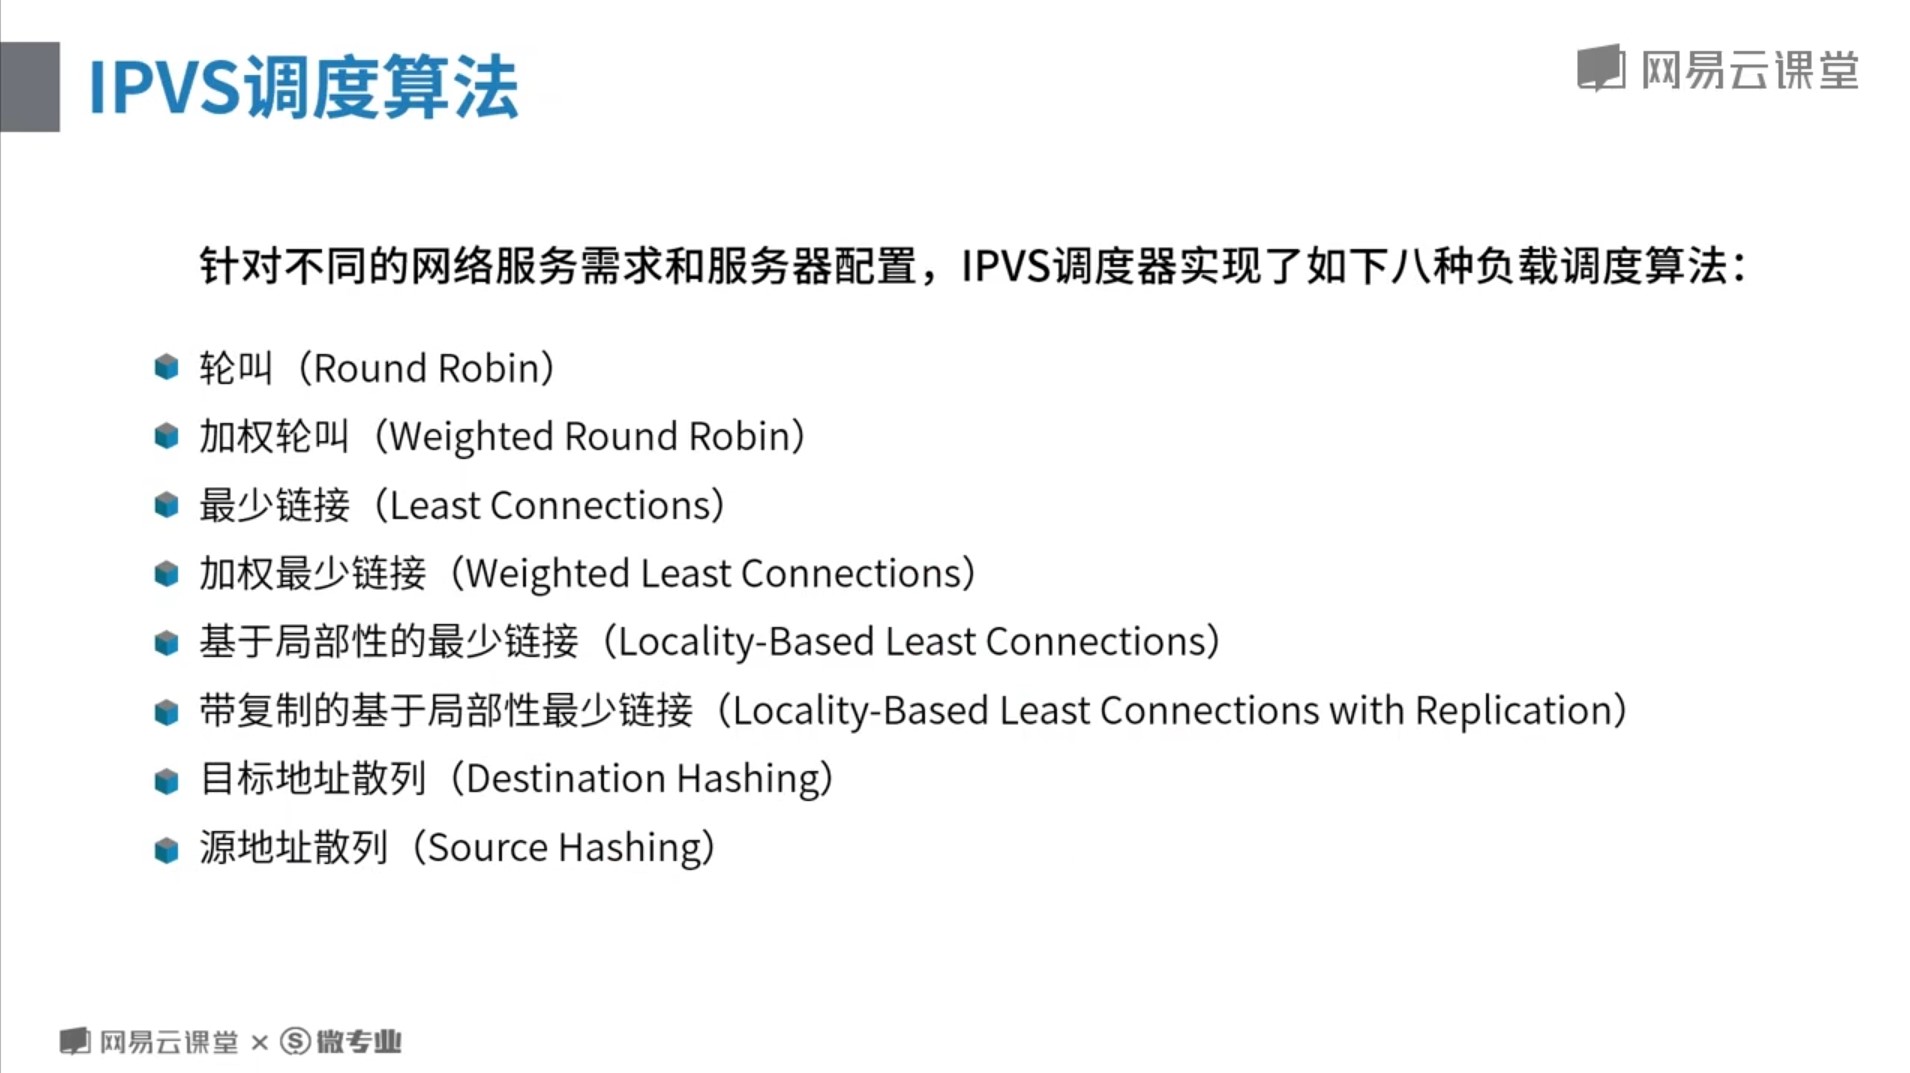 IPVS调度算法
网易云课堂
针对不同的网络服务需求和服务器配置，IPVS调度器实现了如下八种负载调度算法：
轮叫（Round Robin）
加权轮叫（Weighted Round Robin）
最少链接（Least Connections）
加权最少链接（Weighted Least Connections）
基于局部性的最少链接（Locality-Based Least Connections）
带复制的基于局部性最少链接（Locality-Based Least Connections with Replication）
目标地址散列（Destination Hashing）
源地址散列（Source Hashing）
网易云课堂 × 微专业